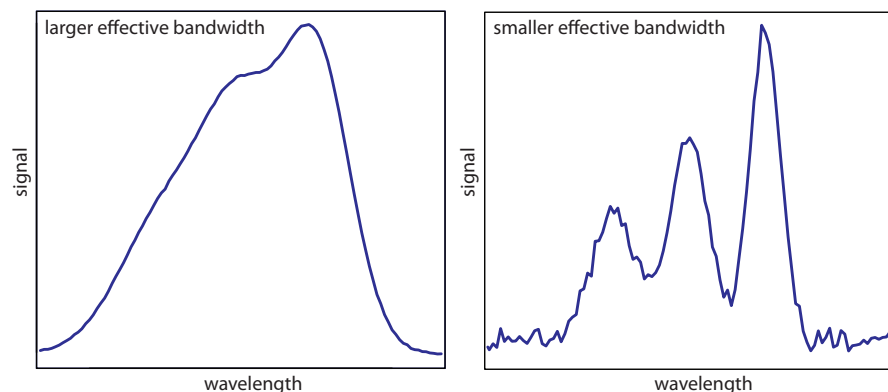 larger effective bandwidth
signal
wavelength
smaller effective bandwidth
signal
wavelength